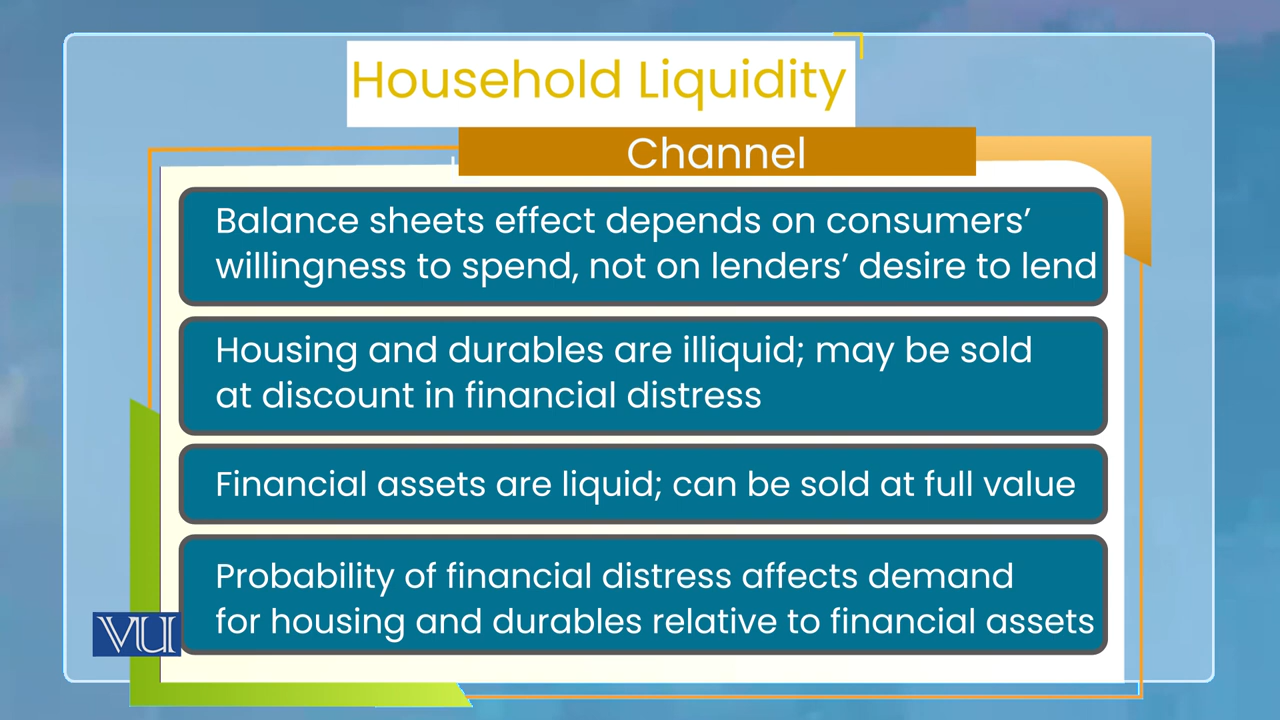 Household Liquidity
Channel
Balance sheets effect depends on consumers’
willingness to spend, not on lenders’ desire to lend
Housing and durables are illiquid; may be sold
at discount in financial distress
Financial assets are liquid; can be sold at full value
Probability of financial distress affects demand
for housing and durables relative to financial assets
VU